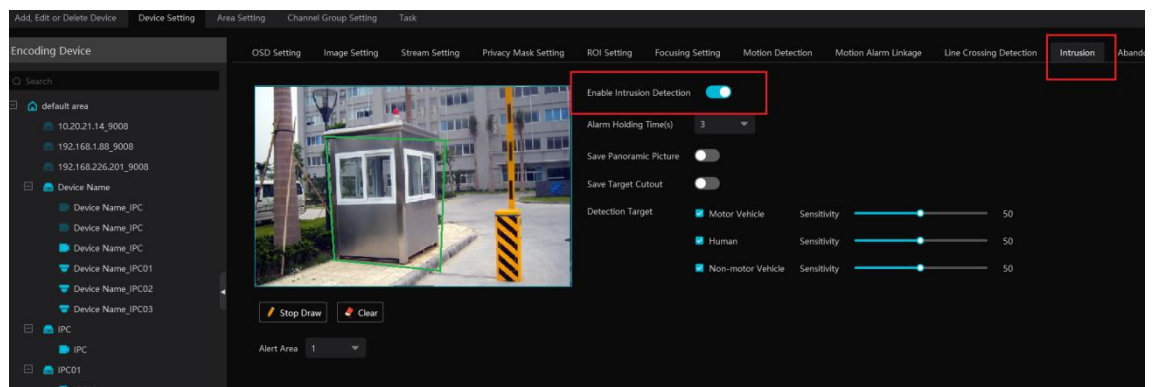 Add, Edit or Delete Device Device Setting Area Setting Channel Group Setting Task
Encoding Device
OSD Setting Image Setting Stream Setting Privacy Mask Setting ROI Setting Focusing Setting Motion Detection Motion Alarm Linkage Line Crossing Detection Intrusion Aband
Search
default area
10.20.21.14_9008
192.168.1.88_9008
192.168.226.201_9008
Device Name
Device Name_IPC
Device Name_IPC
Device Name_IPC
Device Name_IPC01
Device Name_IPC02
Device Name_IPC03
IPC
IPC
IPC01
Enable Intrusion Detection
Alarm Holding Time(s) 3
Save Panoramic Picture
Save Target Cutout
Detection Target Motor Vehicle Sensitivity 50
Human Sensitivity 50
Non-motor Vehicle Sensitivity 50
Stop Draw Clear
Alert Area 1